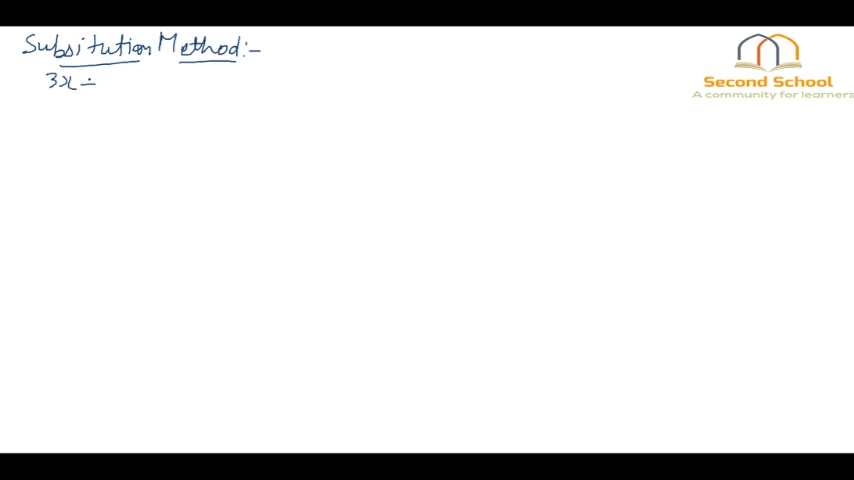 Subsitution Method:-
3x ÷
Second School
A community for learners